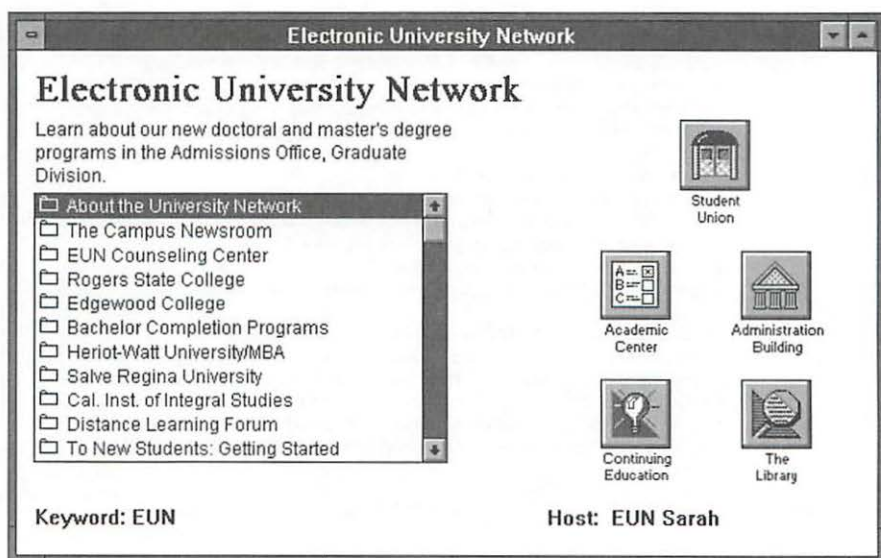 Electronic University Network
Electronic University Network
Learn about our new doctoral and master's degree
programs in the Admissions Office, Graduate
Division.
About the University Network
The Campus Newsroom
EUN Counseling Center
Rogers State College
Edgewood College
Bachelor Completion Programs
Heriot-Watt University/MBA
Salve Regina University
Cal. Inst. of Integral Studies
Distance Learning Forum
To New Students: Getting Started
Student
Union
A
B
C
Academic
Center
Administration
Building
Continuing
Education
The
Library
Keyword: EUN
Host: EUN Sarah